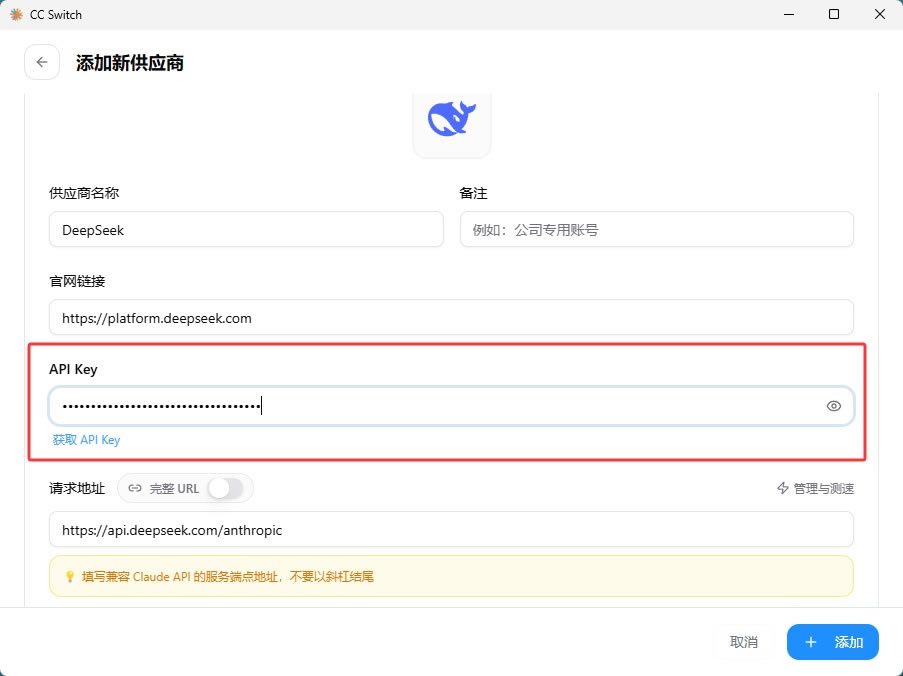 CC Switch
添加新供应商
供应商名称
备注
DeepSeek
例如：公司专用账号
官网链接
https://platform.deepseek.com
API Key
•••••••••••••••••••••••••••••••••••
获取 API Key
请求地址
完整 URL
管理与测速
https://api.deepseek.com/anthropic
填写兼容 Claude API 的服务端点地址，不要以斜杠结尾
取消
添加